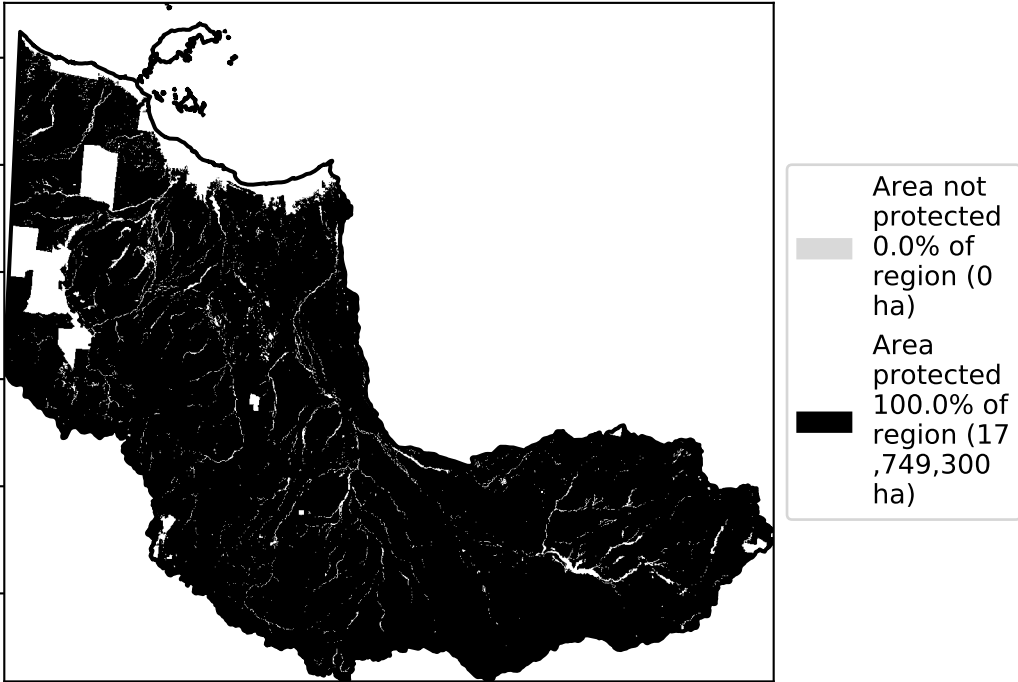 Area not
protected
0.0% of
region (0
ha)
Area
protected
100.0% of
region (17
,749,300
ha)